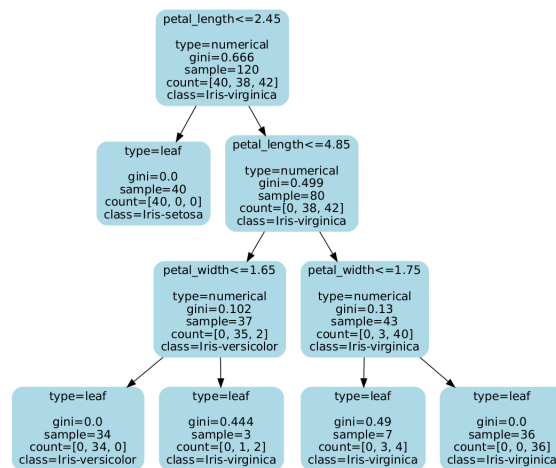 petal_length<=2.45
type=numerical
gini=0.666
sample=120
count=[40, 38, 42]
class=Iris-virginica
type=leaf
gini=0.0
sample=40
count=[40, 0, 0]
class=Iris-setosa
petal_length<=4.85
type=numerical
gini=0.499
sample=80
count=[0, 38, 42]
class=Iris-virginica
petal_width<=1.65
type=numerical
gini=0.102
sample=37
count=[0, 35, 2]
class=Iris-versicolor
petal_width<=1.75
type=numerical
gini=0.13
sample=43
count=[0, 3, 40]
class=Iris-virginica
type=leaf
gini=0.0
sample=34
count=[0, 34, 0]
class=Iris-versicolor
type=leaf
gini=0.444
sample=3
count=[0, 1, 2]
class=Iris-virginica
type=leaf
gini=0.49
sample=7
count=[0, 3, 4]
class=Iris-virginica
type=leaf
gini=0.0
sample=36
count=[0, 0, 36]
class=Iris-virginica